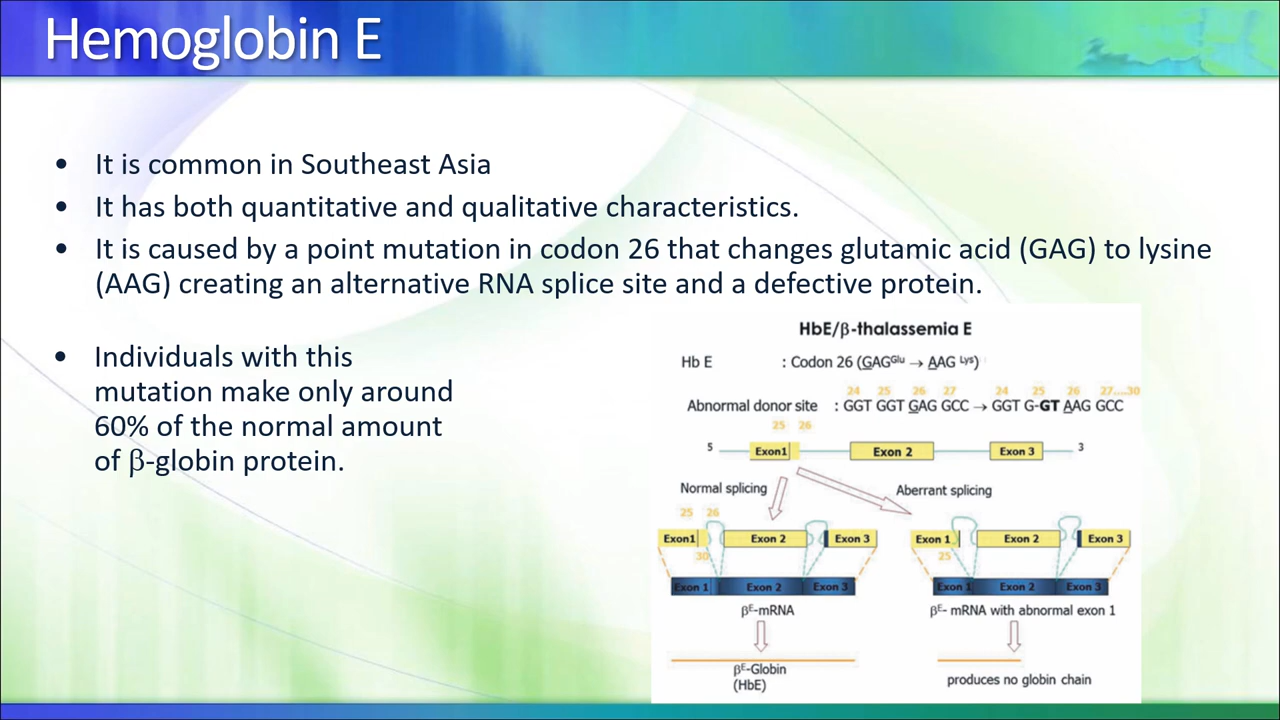 Hemoglobin E
• It is common in Southeast Asia
• It has both quantitative and qualitative characteristics.
• It is caused by a point mutation in codon 26 that changes glutamic acid (GAG) to lysine
(AAG) creating an alternative RNA splice site and a defective protein.
• Individuals with this
mutation make only around
60% of the normal amount
of β-globin protein.
HbE/β-thalassemia E
Hb E : Codon 26 (GAGGlu → AAG Lys)
24 25 26 27 24 25 26 27....30
Abnormal donor site : GGT GGT GAG GCC → GGT G-GT AAG GCC
25 26
5 Exon1 Exon 2 Exon 3 3
Normal splicing Aberrant splicing
25 26
Exon1 Exon 2 Exon 3 Exon 1 Exon 2 Exon 3
30 25
Exon 1 Exon 2 Exon 3 Exon 1 Exon 2 Exon 3
βE-mRNA βE- mRNA with abnormal exon 1
βE-Globin
(HbE) produces no globin chain